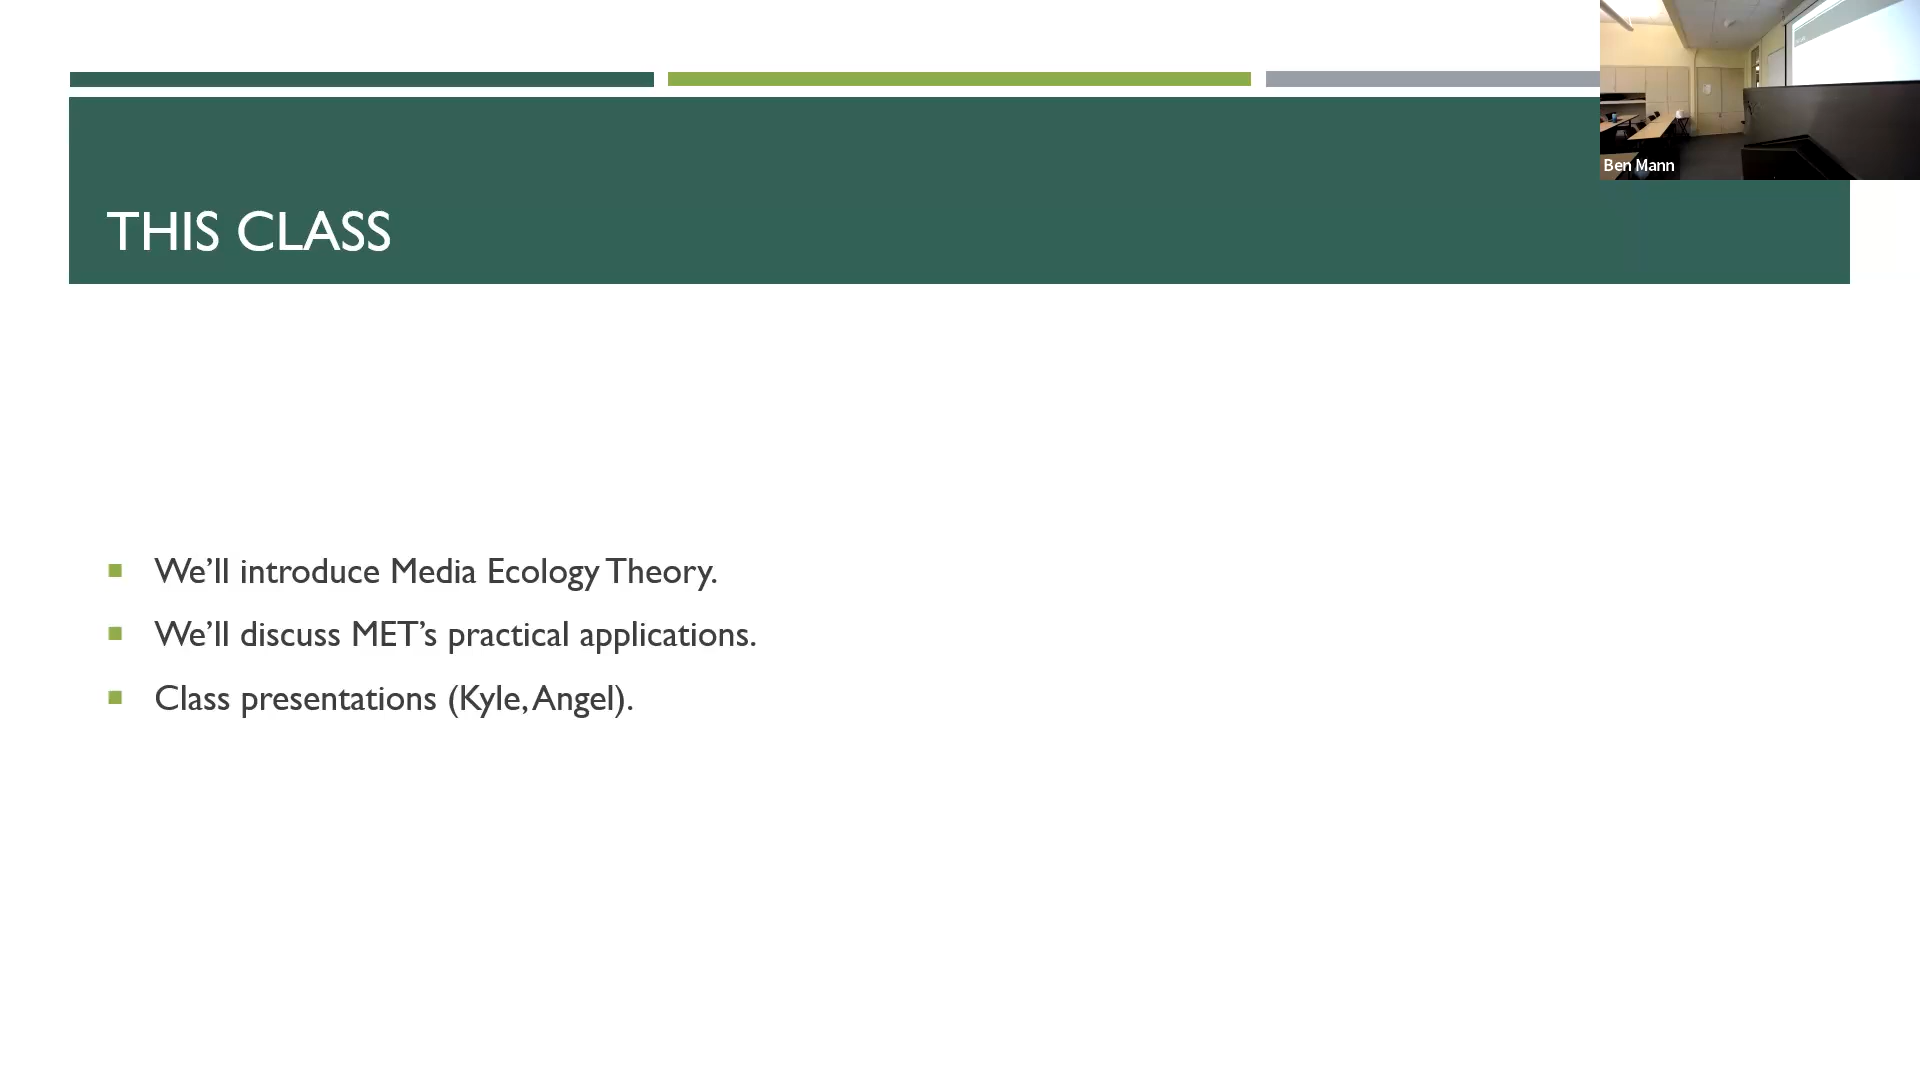 Ben Mann
THIS CLASS
We’ll introduce Media Ecology Theory.
We’ll discuss MET’s practical applications.
Class presentations (Kyle, Angel).